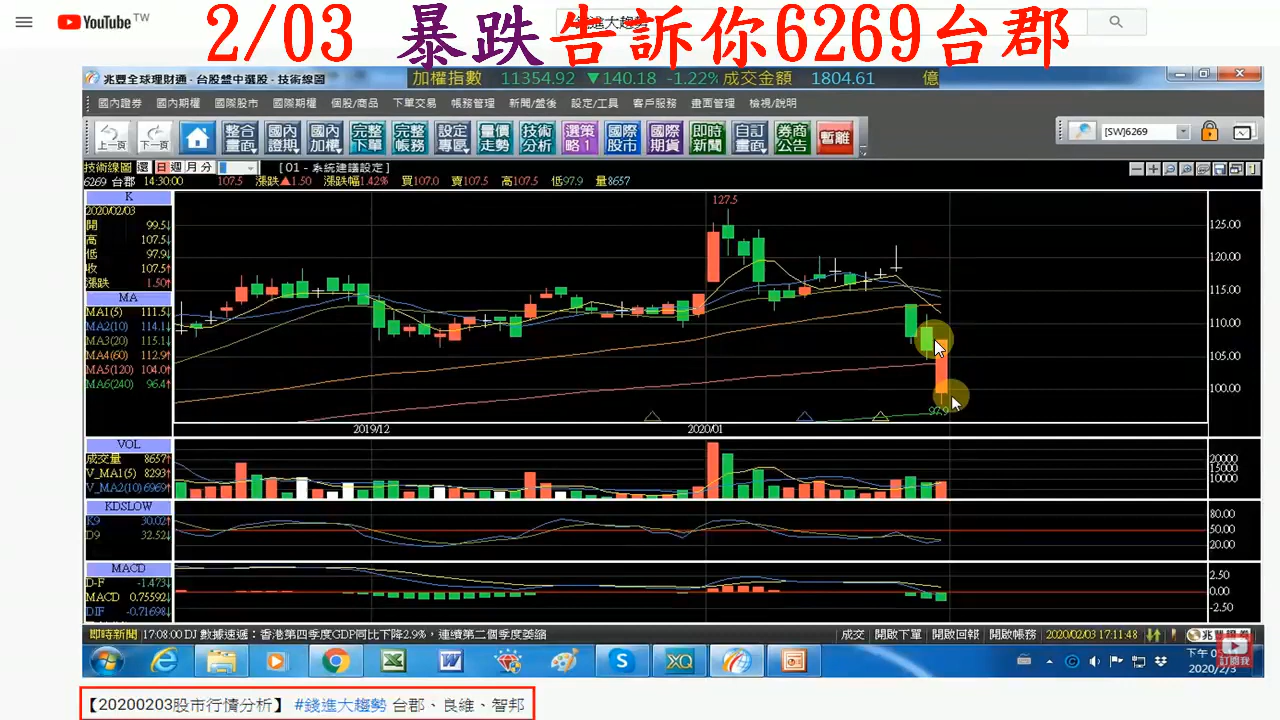 YouTube TW
2/03 暴跌告訴你6269台郡
兆豐全球理財通 - 台股盤中選股 - 技術線圖
加權指數 11354.92 ▼140.18 -1.22% 成交金額 1804.61 億
國內證券 國內期權 國際股市 國際期權 個股/商品 下單交易 帳務管理 新聞/盤後 設定/工具 客戶服務 畫面管理 檢視/說明
上一頁 下一頁 整合畫面 國內證期 國內加權 完整下單 完整帳務 設定專區 量價走勢 技術分析 選策略1 國際股市 國際期貨 即時新聞 自訂畫面 券商公告 暫離
[SW]6269
技術線圖 還 日 週 月 分 [01 - 系統建議設定]
6269 台郡 14:30:00 107.5 漲跌▲1.50 漲跌幅1.42% 買107.0 賣107.5 高107.5 低97.9 量8657
K
2020/02/03
開 99.5↓
高 107.5↓
低 97.9↓
收 107.5↑
漲跌 1.50↑
MA
MA1(5) 111.5↓
MA2(10) 114.1↓
MA3(20) 115.1↓
MA4(60) 112.9↑
MA5(120) 104.0↑
MA6(240) 96.4↑
127.5
97.9
125.00
120.00
115.00
110.00
105.00
100.00
2019/12 2020/01
VOL
成交量 8657↑
V_MA1(5) 8293↑
V_MA2(10) 6969↑
20000
15000
10000
KDSLOW
K9 30.02↑
D9 32.52↓
80.00
50.00
20.00
MACD
D-F -1.473↓
MACD 0.75592↓
DIF -0.71698↓
2.50
0.00
-2.50
即時新聞 17:08:00 DJ 數據速遞：香港第四季度GDP同比下降2.9%，連續第二個季度萎縮 成交 開啟下單 開啟回報 開啟帳務 2020/02/03 17:11:48
2020/2/3
訂閱我
【20200203股市行情分析】 #錢進大趨勢 台郡、良維、智邦